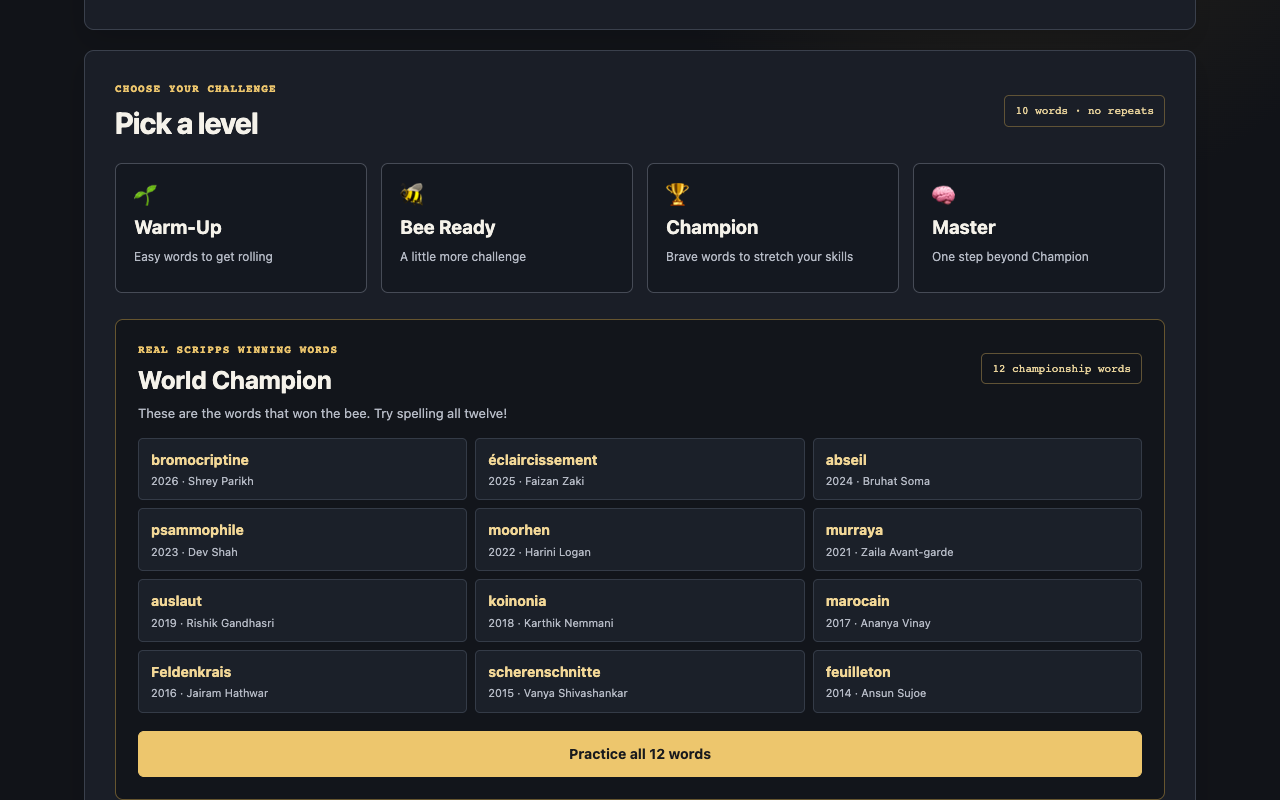 CHOOSE YOUR CHALLENGE
Pick a level
10 words · no repeats
Warm-Up
Easy words to get rolling
Bee Ready
A little more challenge
Champion
Brave words to stretch your skills
Master
One step beyond Champion
REAL SCRIPPS WINNING WORDS
World Champion
12 championship words
These are the words that won the bee. Try spelling all twelve!
bromocriptine
2026 · Shrey Parikh
éclaircissement
2025 · Faizan Zaki
abseil
2024 · Bruhat Soma
psammophile
2023 · Dev Shah
moorhen
2022 · Harini Logan
murraya
2021 · Zaila Avant-garde
auslaut
2019 · Rishik Gandhasri
koinonia
2018 · Karthik Nemmani
marocain
2017 · Ananya Vinay
Feldenkrais
2016 · Jairam Hathwar
scherenschnitte
2015 · Vanya Shivashankar
feuilleton
2014 · Ansun Sujoe
Practice all 12 words